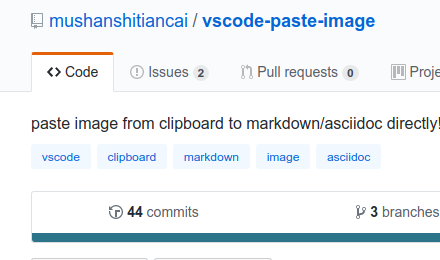 mushanshitiancai / vscode-paste-image
Code Issues 2 Pull requests 0 Proje
paste image from clipboard to markdown/asciidoc directly!
vscode clipboard markdown image asciidoc
44 commits 3 branches